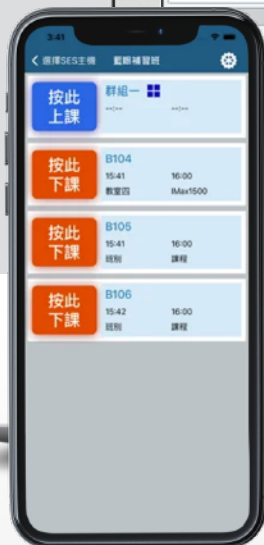 3:41
選擇SES主機 藍眼補習班
按此
上課
群組一
--:-- --:--
按此
下課
B104
15:41 16:00
教室四 IMax1500
按此
下課
B105
15:41 16:00
班別 課程
按此
下課
B106
15:42 16:00
班別 課程